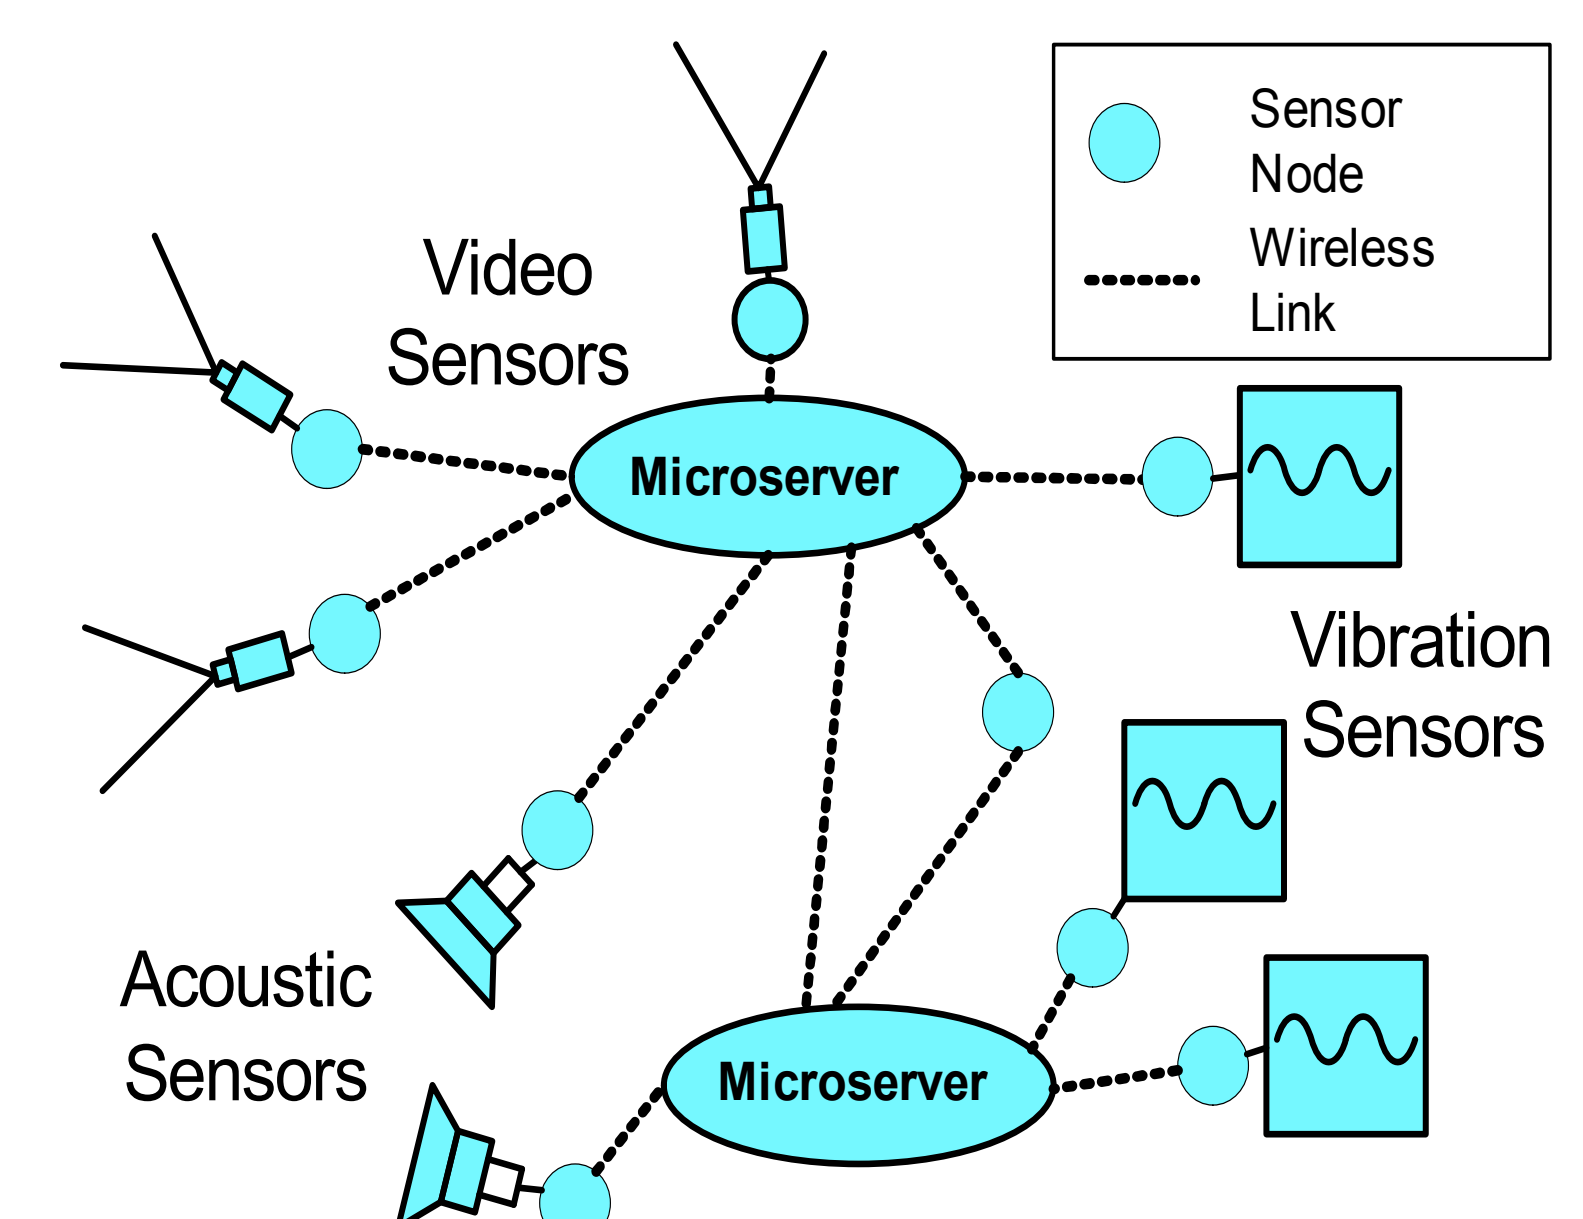 Sensor
Node
Wireless
Link
Video
Sensors
Microserver
Vibration
Sensors
Acoustic
Sensors
Microserver